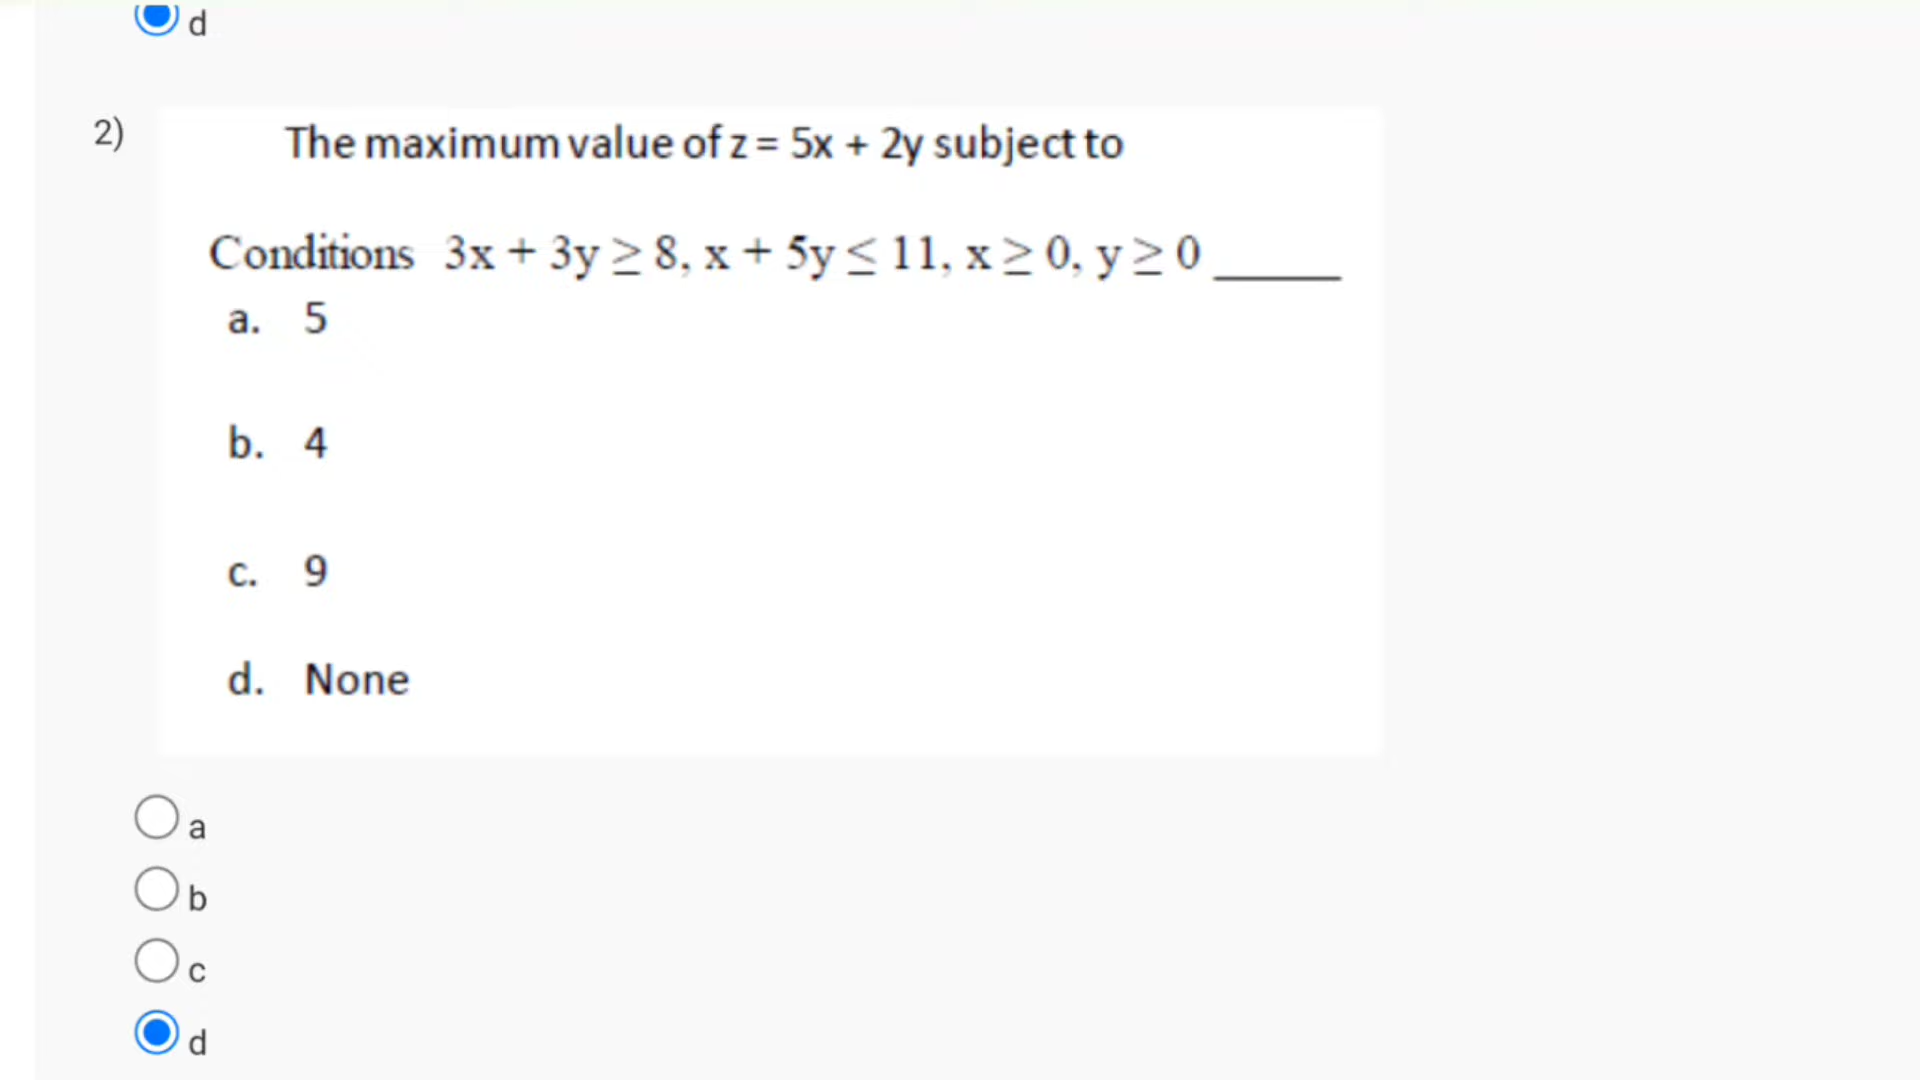 d
2)
The maximum value of z = 5x + 2y subject to
Conditions 3x + 3y ≥ 8, x + 5y ≤ 11, x ≥ 0, y ≥ 0 _____
a. 5
b. 4
c. 9
d. None
a
b
c
d